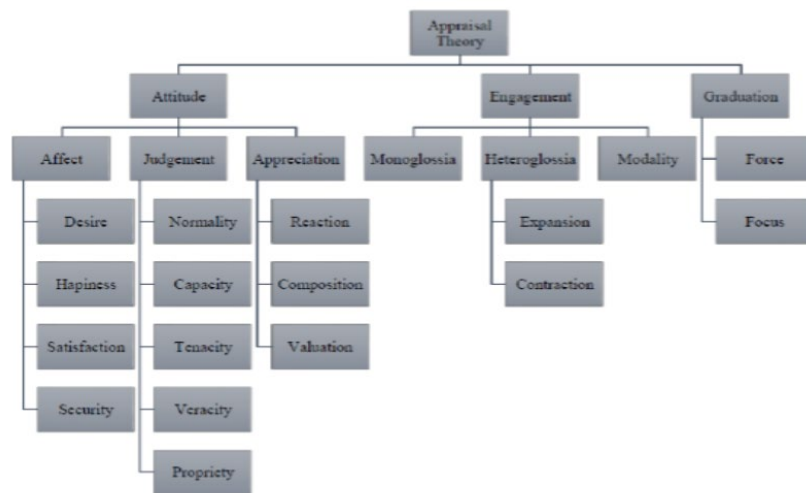 Appraisal
Theory
Attitude
Engagement
Graduation
Affect
Judgement
Appreciation
Monoglossia
Heteroglossia
Modality
Force
Desire
Normality
Reaction
Expansion
Focus
Hapiness
Capacity
Composition
Contraction
Satisfaction
Tenacity
Valuation
Security
Veracity
Propriety